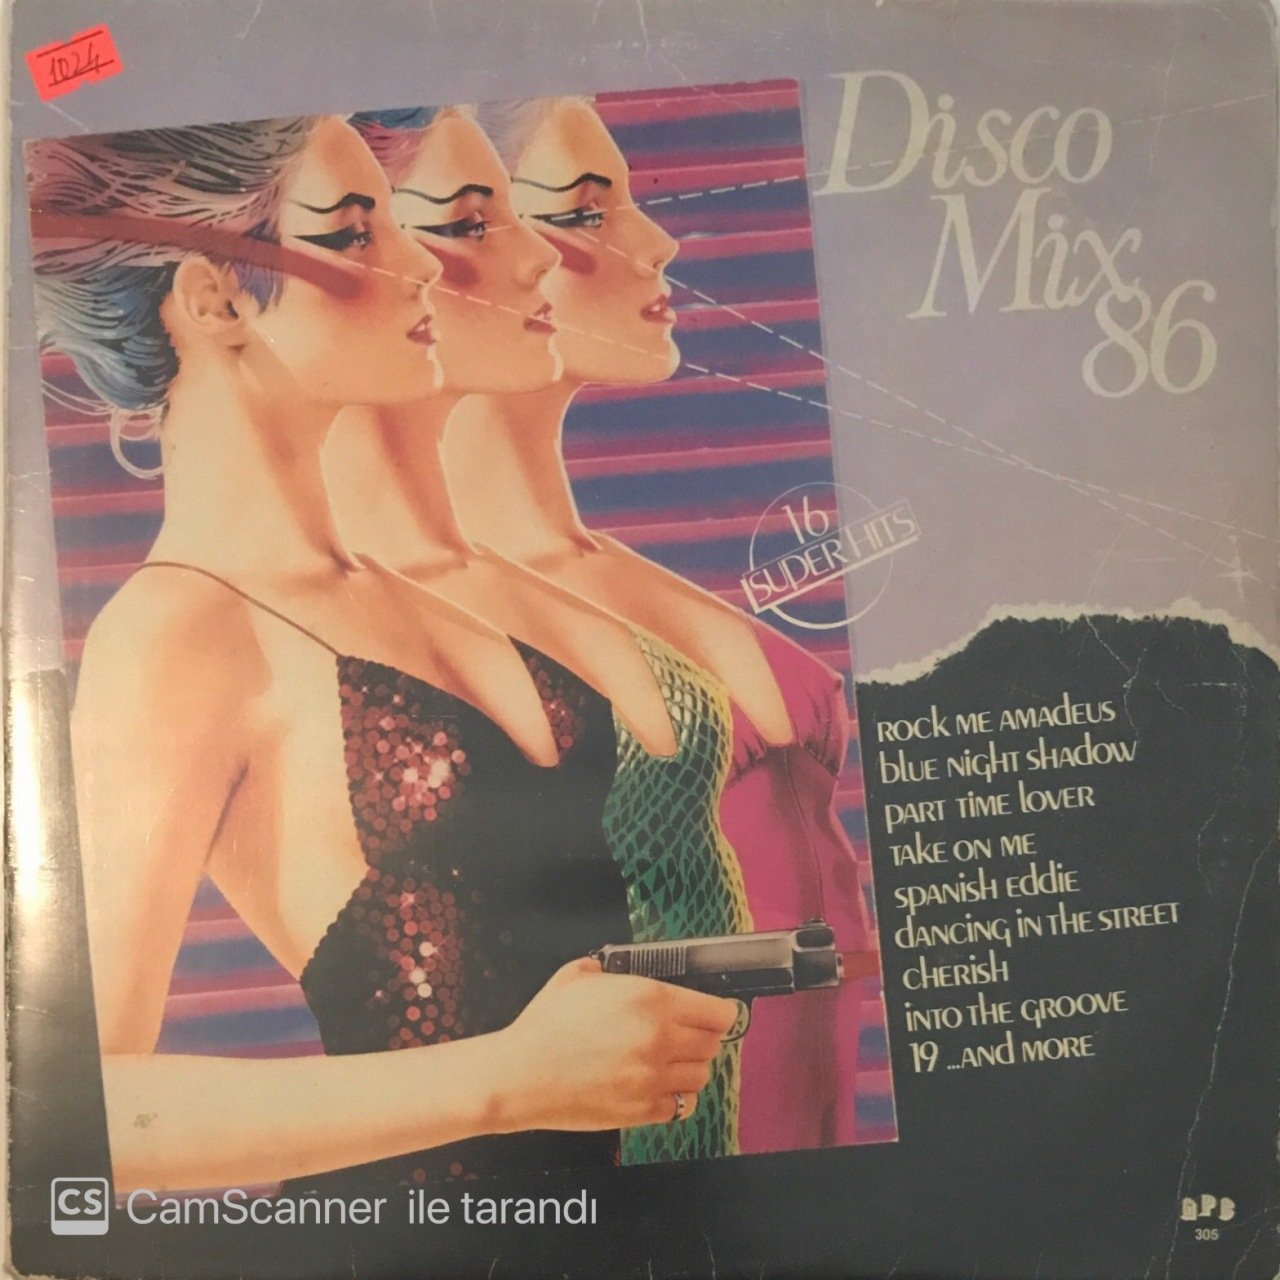 1024
Disco
Mix
86
16
SUPER HITS
ROCK ME AMADEUS
BLUE NIGHT SHADOW
PART TIME LOVER
TAKE ON ME
SPANISH EDDIE
DANCING IN THE STREET
CHERISH
INTO THE GROOVE
19 ...AND MORE
CS CamScanner ile tarandı
305